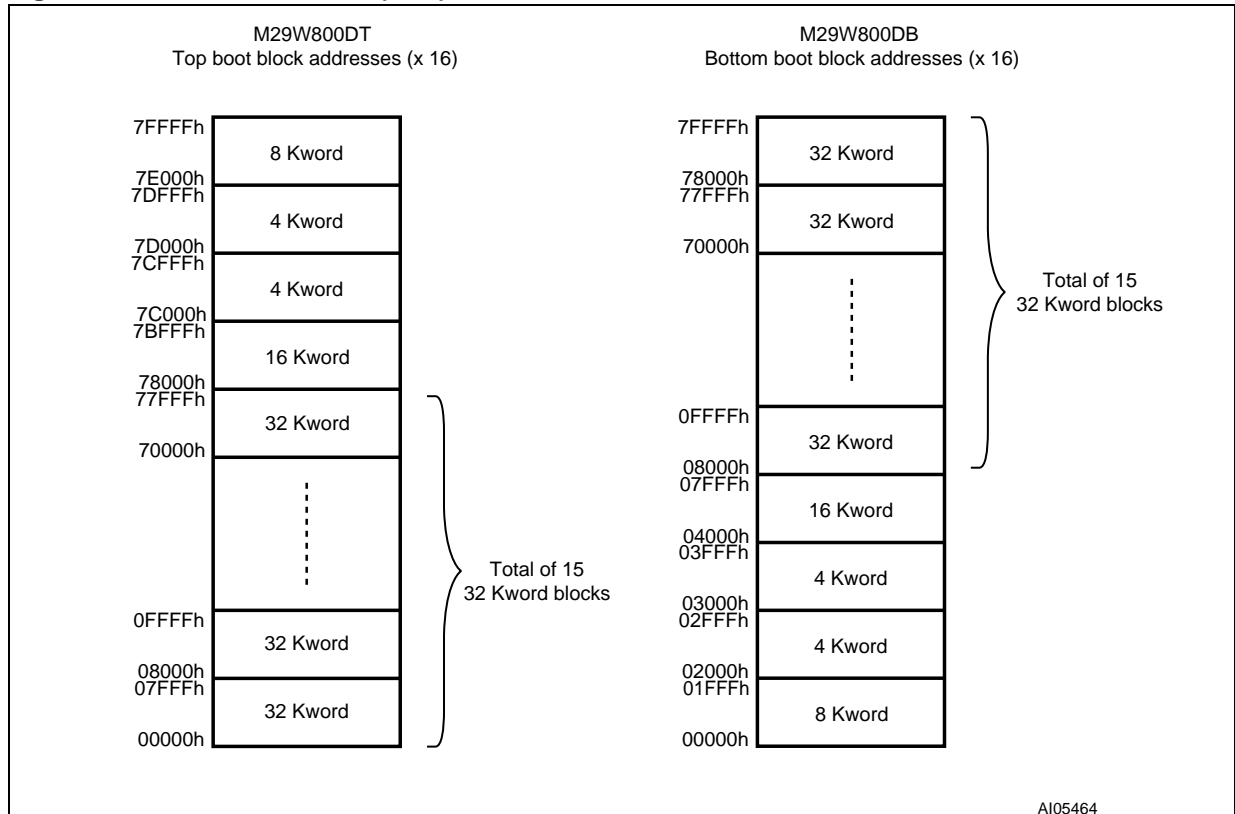 M29W800DT
Top boot block addresses (x 16)
7FFFFh
8 Kword
7E000h
7DFFFh
4 Kword
7D000h
7CFFFh
4 Kword
7C000h
7BFFFh
16 Kword
78000h
77FFFh
32 Kword
70000h
Total of 15
32 Kword blocks
0FFFFh
32 Kword
08000h
07FFFh
32 Kword
00000h
M29W800DB
Bottom boot block addresses (x 16)
7FFFFh
32 Kword
78000h
77FFFh
32 Kword
70000h
Total of 15
32 Kword blocks
0FFFFh
32 Kword
08000h
07FFFh
16 Kword
04000h
03FFFh
4 Kword
03000h
02FFFh
4 Kword
02000h
01FFFh
8 Kword
00000h
AI05464